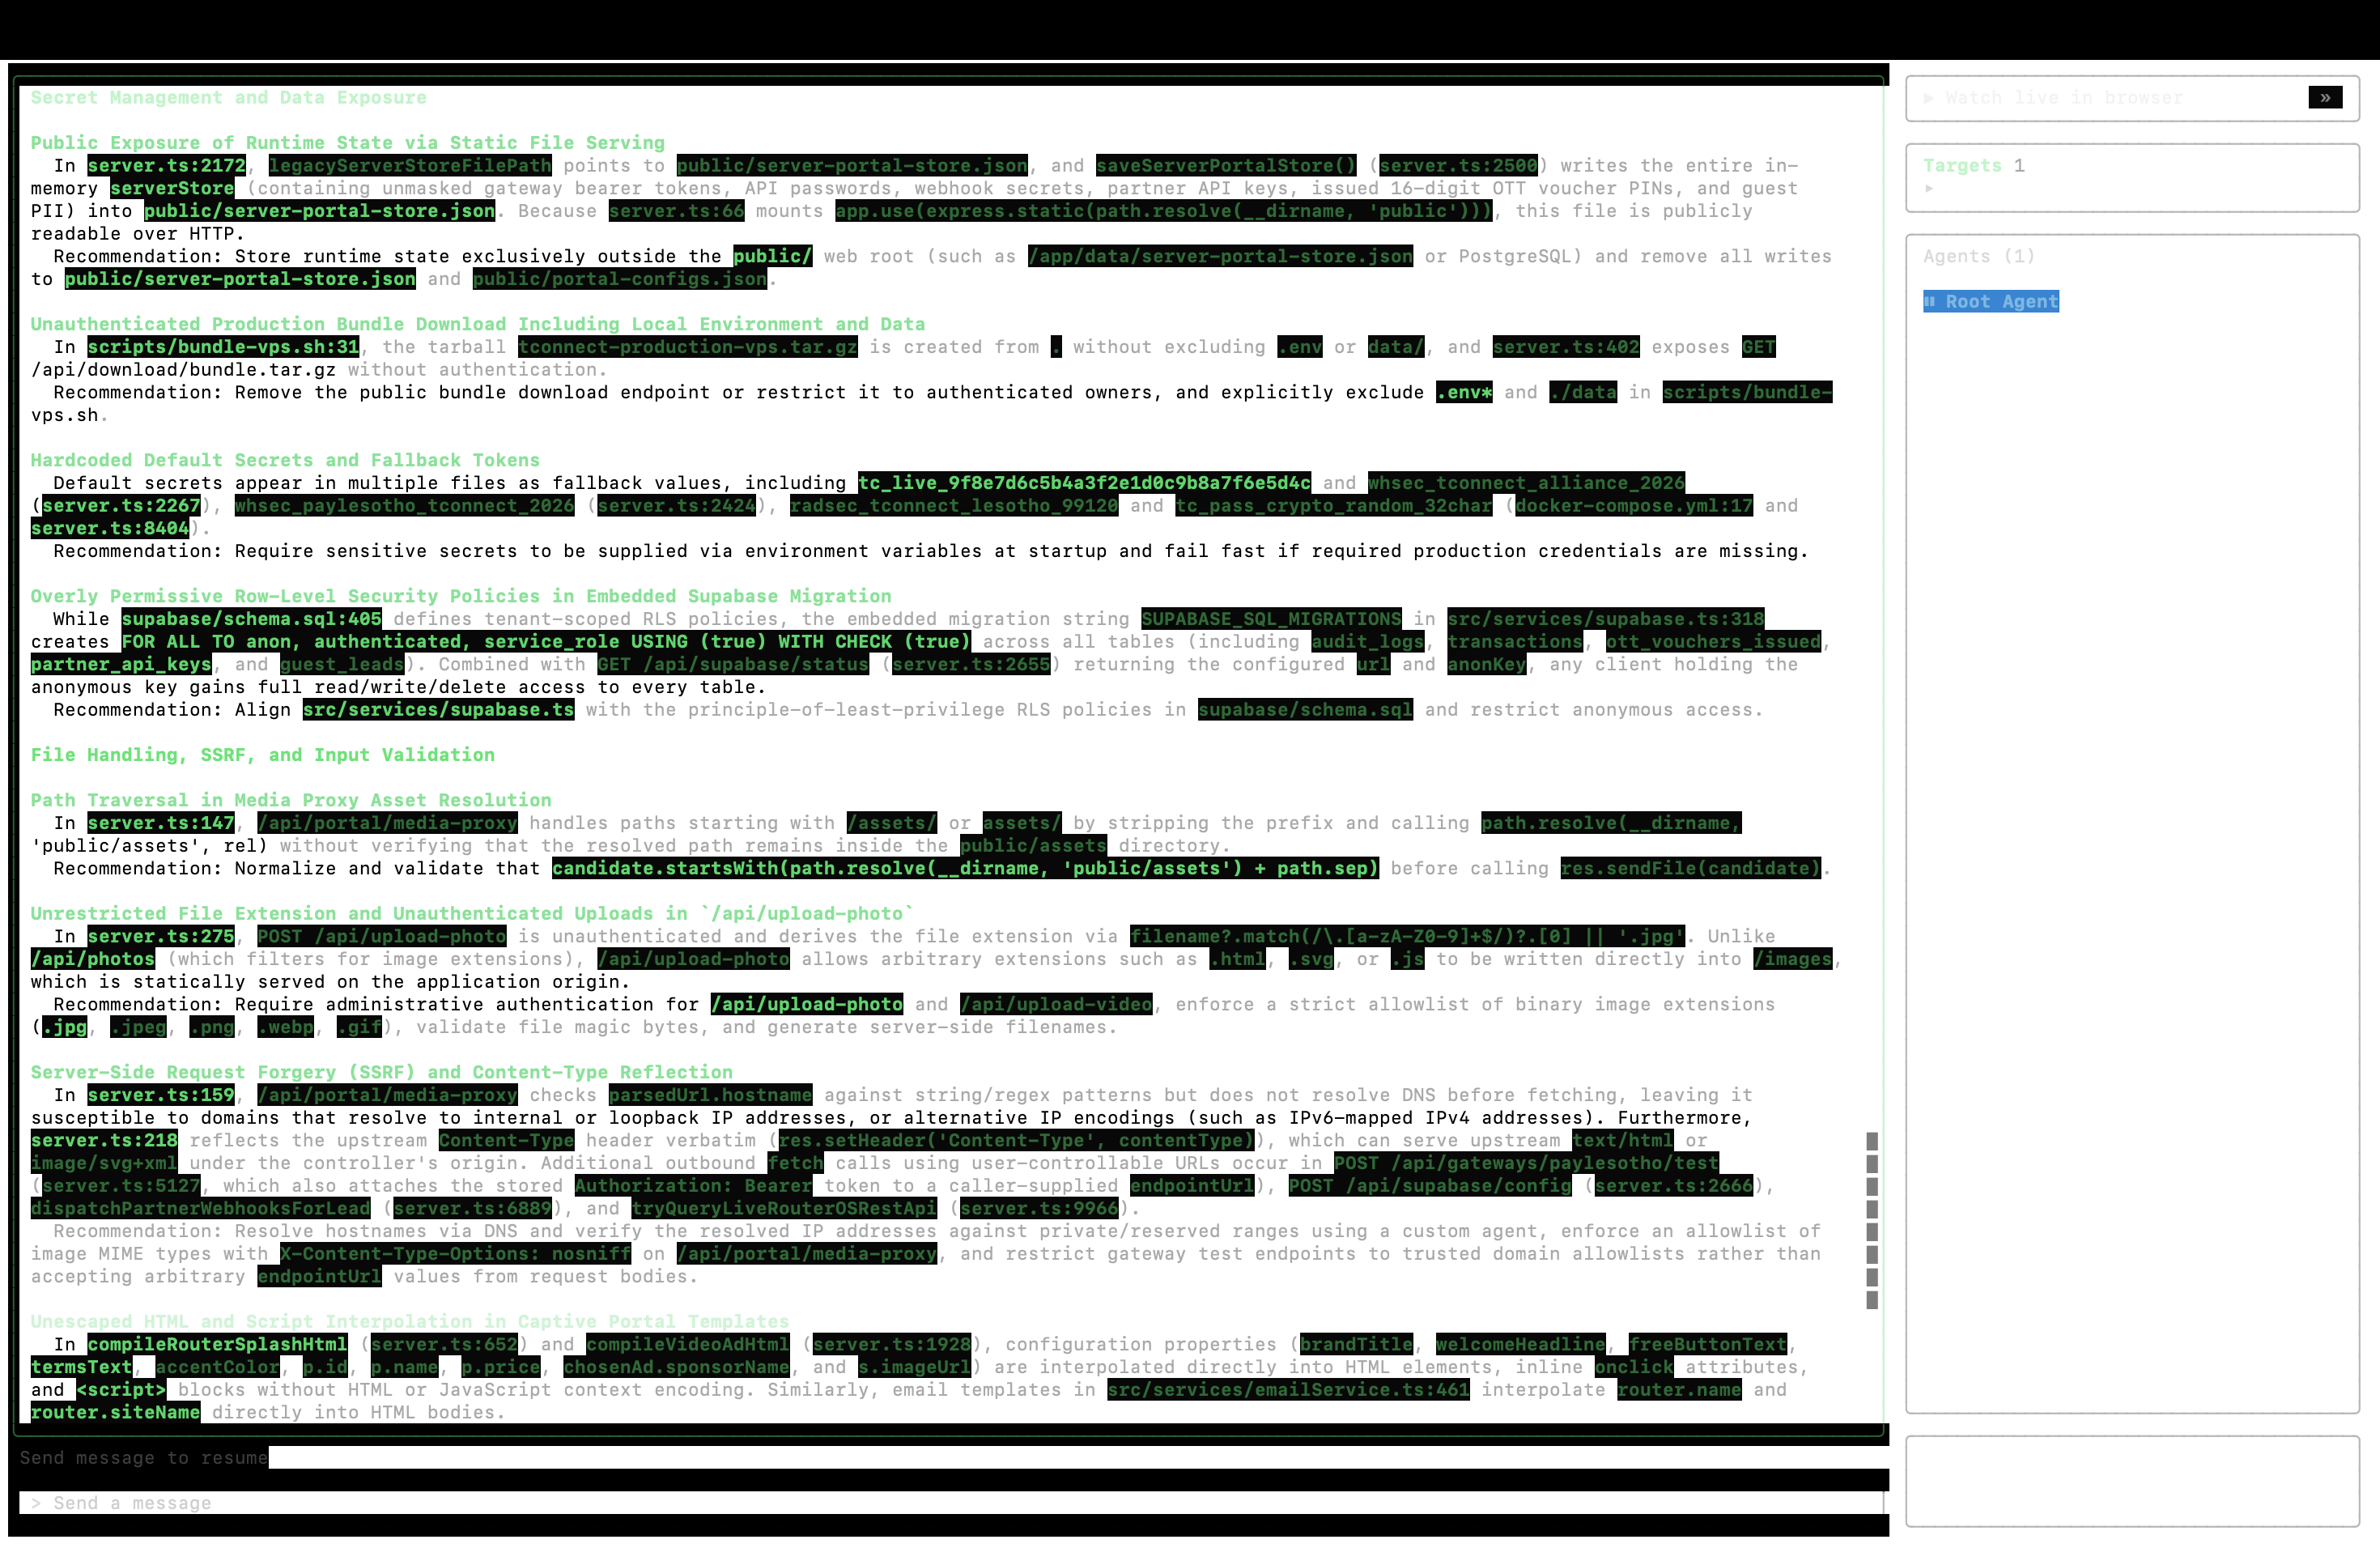 Secret Management and Data Exposure
Public Exposure of Runtime State via Static File Serving
In server.ts:2172, legacyServerStoreFilePath points to public/server-portal-store.json, and saveServerPortalStore() (server.ts:2500) writes the entire in-
memory serverStore (containing unmasked gateway bearer tokens, API passwords, webhook secrets, partner API keys, issued 16-digit OTT voucher PINs, and guest
PII) into public/server-portal-store.json. Because server.ts:66 mounts app.use(express.static(path.resolve(__dirname, 'public'))), this file is publicly
readable over HTTP.
Recommendation: Store runtime state exclusively outside the public/ web root (such as /app/data/server-portal-store.json or PostgreSQL) and remove all writes
to public/server-portal-store.json and public/portal-configs.json.
Unauthenticated Production Bundle Download Including Local Environment and Data
In scripts/bundle-vps.sh:31, the tarball tconnect-production-vps.tar.gz is created from . without excluding .env or data/, and server.ts:402 exposes GET
/api/download/bundle.tar.gz without authentication.
Recommendation: Remove the public bundle download endpoint or restrict it to authenticated owners, and explicitly exclude .env* and ./data in scripts/bundle-
vps.sh.
Hardcoded Default Secrets and Fallback Tokens
Default secrets appear in multiple files as fallback values, including tc_live_9f8e7d6c5b4a3f2e1d0c9b8a7f6e5d4c and whsec_tconnect_alliance_2026
(server.ts:2267), whsec_paylesotho_tconnect_2026 (server.ts:2424), radsec_tconnect_lesotho_99120 and tc_pass_crypto_random_32char (docker-compose.yml:17 and
server.ts:8404).
Recommendation: Require sensitive secrets to be supplied via environment variables at startup and fail fast if required production credentials are missing.
Overly Permissive Row-Level Security Policies in Embedded Supabase Migration
While supabase/schema.sql:405 defines tenant-scoped RLS policies, the embedded migration string SUPABASE_SQL_MIGRATIONS in src/services/supabase.ts:318
creates FOR ALL TO anon, authenticated, service_role USING (true) WITH CHECK (true) across all tables (including audit_logs, transactions, ott_vouchers_issued,
partner_api_keys, and guest_leads). Combined with GET /api/supabase/status (server.ts:2655) returning the configured url and anonKey, any client holding the
anonymous key gains full read/write/delete access to every table.
Recommendation: Align src/services/supabase.ts with the principle-of-least-privilege RLS policies in supabase/schema.sql and restrict anonymous access.
File Handling, SSRF, and Input Validation
Path Traversal in Media Proxy Asset Resolution
In server.ts:147, /api/portal/media-proxy handles paths starting with /assets/ or assets/ by stripping the prefix and calling path.resolve(__dirname,
'public/assets', rel) without verifying that the resolved path remains inside the public/assets directory.
Recommendation: Normalize and validate that candidate.startsWith(path.resolve(__dirname, 'public/assets') + path.sep) before calling res.sendFile(candidate).
Unrestricted File Extension and Unauthenticated Uploads in `/api/upload-photo`
In server.ts:275, POST /api/upload-photo is unauthenticated and derives the file extension via filename?.match(/\.[a-zA-Z0-9]+$/)?.[0] || '.jpg'. Unlike
/api/photos (which filters for image extensions), /api/upload-photo allows arbitrary extensions such as .html, .svg, or .js to be written directly into /images,
which is statically served on the application origin.
Recommendation: Require administrative authentication for /api/upload-photo and /api/upload-video, enforce a strict allowlist of binary image extensions
(.jpg, .jpeg, .png, .webp, .gif), validate file magic bytes, and generate server-side filenames.
Server-Side Request Forgery (SSRF) and Content-Type Reflection
In server.ts:159, /api/portal/media-proxy checks parsedUrl.hostname against string/regex patterns but does not resolve DNS before fetching, leaving it
susceptible to domains that resolve to internal or loopback IP addresses, or alternative IP encodings (such as IPv6-mapped IPv4 addresses). Furthermore,
server.ts:218 reflects the upstream Content-Type header verbatim (res.setHeader('Content-Type', contentType)), which can serve upstream text/html or
image/svg+xml under the controller's origin. Additional outbound fetch calls using user-controllable URLs occur in POST /api/gateways/paylesotho/test
(server.ts:5127, which also attaches the stored Authorization: Bearer token to a caller-supplied endpointUrl), POST /api/supabase/config (server.ts:2666),
dispatchPartnerWebhooksForLead (server.ts:6889), and tryQueryLiveRouterOSRestApi (server.ts:9966).
Recommendation: Resolve hostnames via DNS and verify the resolved IP addresses against private/reserved ranges using a custom agent, enforce an allowlist of
image MIME types with X-Content-Type-Options: nosniff on /api/portal/media-proxy, and restrict gateway test endpoints to trusted domain allowlists rather than
accepting arbitrary endpointUrl values from request bodies.
Unescaped HTML and Script Interpolation in Captive Portal Templates
In compileRouterSplashHtml (server.ts:652) and compileVideoAdHtml (server.ts:1928), configuration properties (brandTitle, welcomeHeadline, freeButtonText,
termsText, accentColor, p.id, p.name, p.price, chosenAd.sponsorName, and s.imageUrl) are interpolated directly into HTML elements, inline onclick attributes,
and <script> blocks without HTML or JavaScript context encoding. Similarly, email templates in src/services/emailService.ts:461 interpolate router.name and
router.siteName directly into HTML bodies.
Send message to resume
> Send a message
▶ Watch live in browser »
Targets 1
▸
Agents (1)
⏸ Root Agent